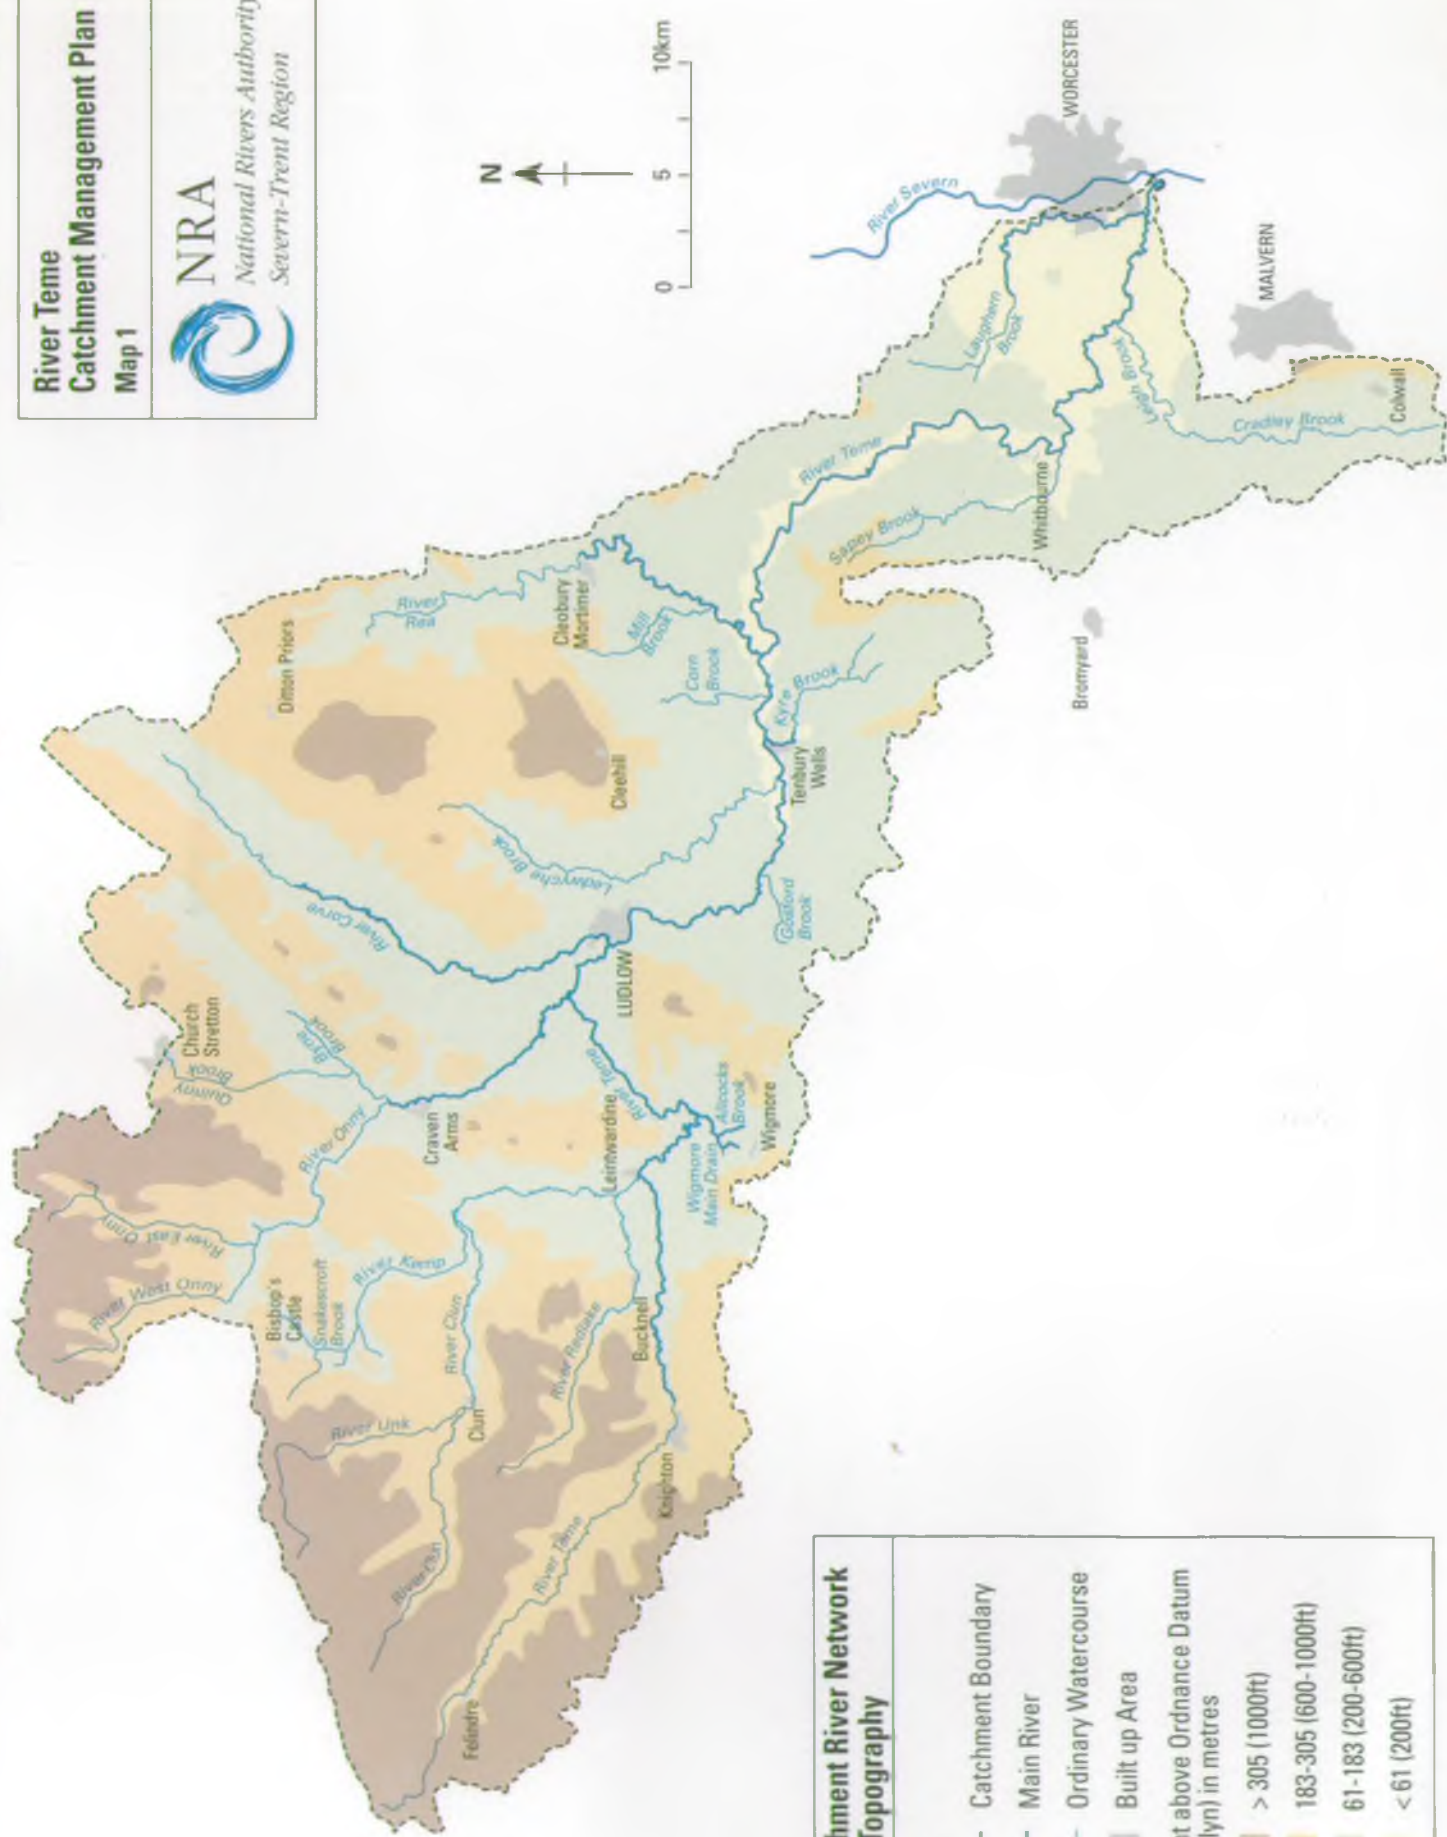 River Teme
Catchment Management Plan
Map 1
NRA
National Rivers Authority
Severn-Trent Region
N
0
5
10km
WORCESTER
River Severn
MALVERN
Laughern
Brook
Leigh Brook
Cradley Brook
Colwall
River Teme
Sapey Brook
Whitbourne
Bromyard
River
Rea
Cleobury
Mortimer
Mill
Brook
Corn
Brook
Kyre Brook
Tenbury
Wells
Ditton Priors
Cleehill
Ledwyche Brook
Gosford
Brook
River Corve
LUDLOW
Church
Stretton
Quinny
Brook
Byne
Brook
River Onny
Craven
Arms
River Teme
Leintwardine
Allcocks
Brook
Wigmore
Wigmore
Main Drain
River East Onny
River West Onny
Bishop's
Castle
Snakescroft
Brook
River Kemp
River Clun
River Redlake
Bucknell
River Unk
Clun
Knighton
River Clun
River Teme
Felindre
hment River Network
Topography
Catchment Boundary
Main River
Ordinary Watercourse
Built up Area
nt above Ordnance Datum
lyn) in metres
> 305 (1000ft)
183-305 (600-1000ft)
61-183 (200-600ft)
< 61 (200ft)